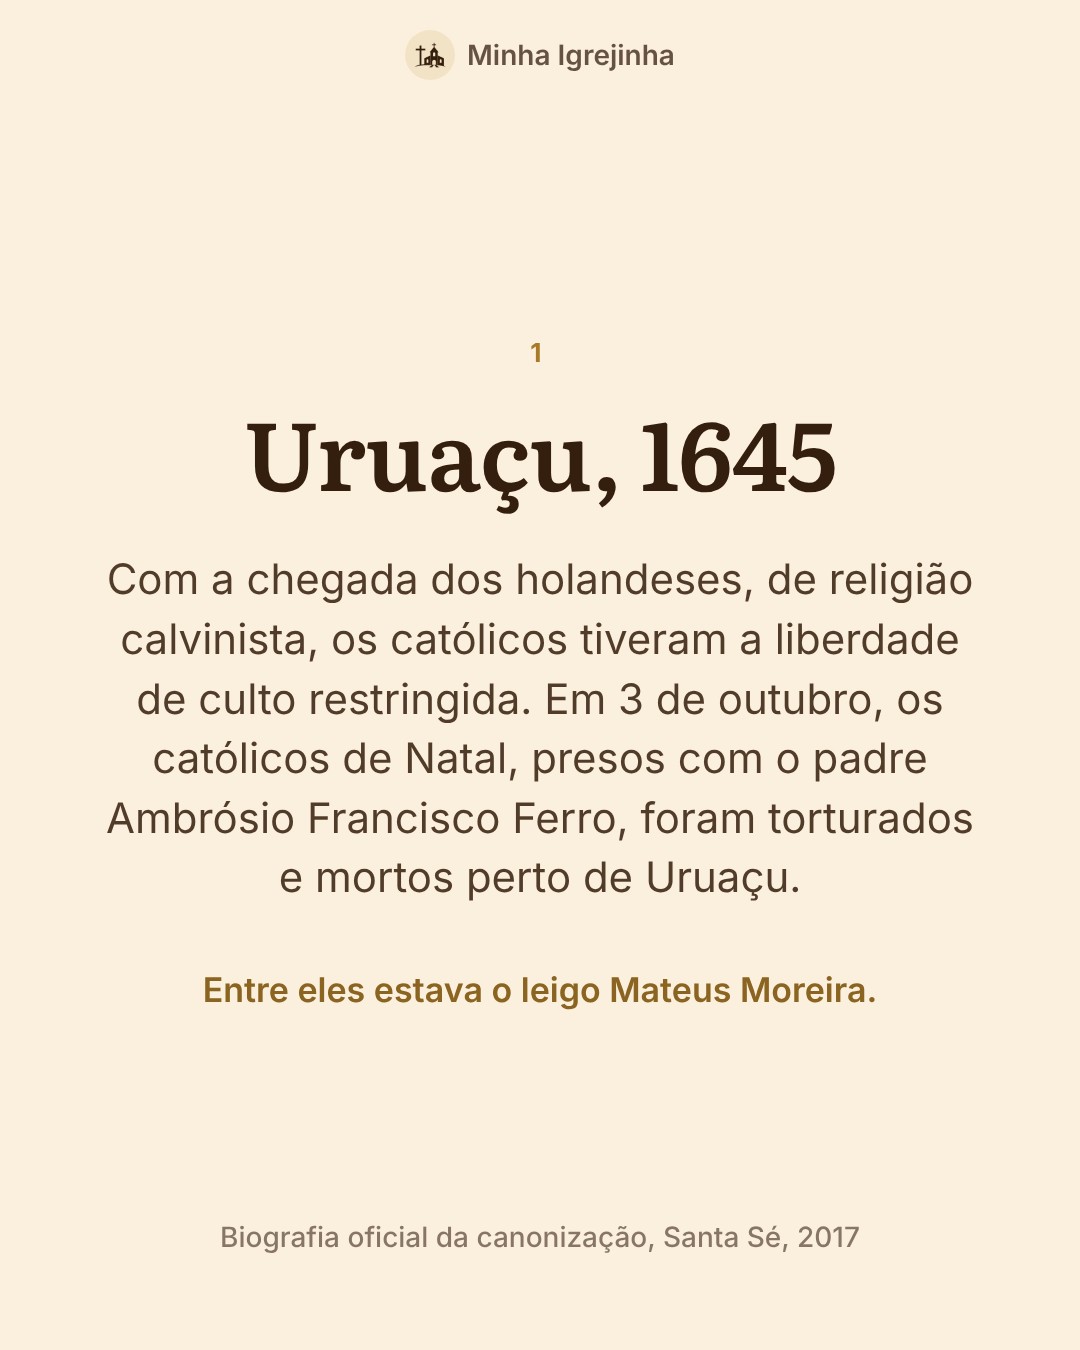 Minha Igrejinha
1
Uruaçu, 1645
Com a chegada dos holandeses, de religião
calvinista, os católicos tiveram a liberdade
de culto restringida. Em 3 de outubro, os
católicos de Natal, presos com o padre
Ambrósio Francisco Ferro, foram torturados
e mortos perto de Uruaçu.
Entre eles estava o leigo Mateus Moreira.
Biografia oficial da canonização, Santa Sé, 2017